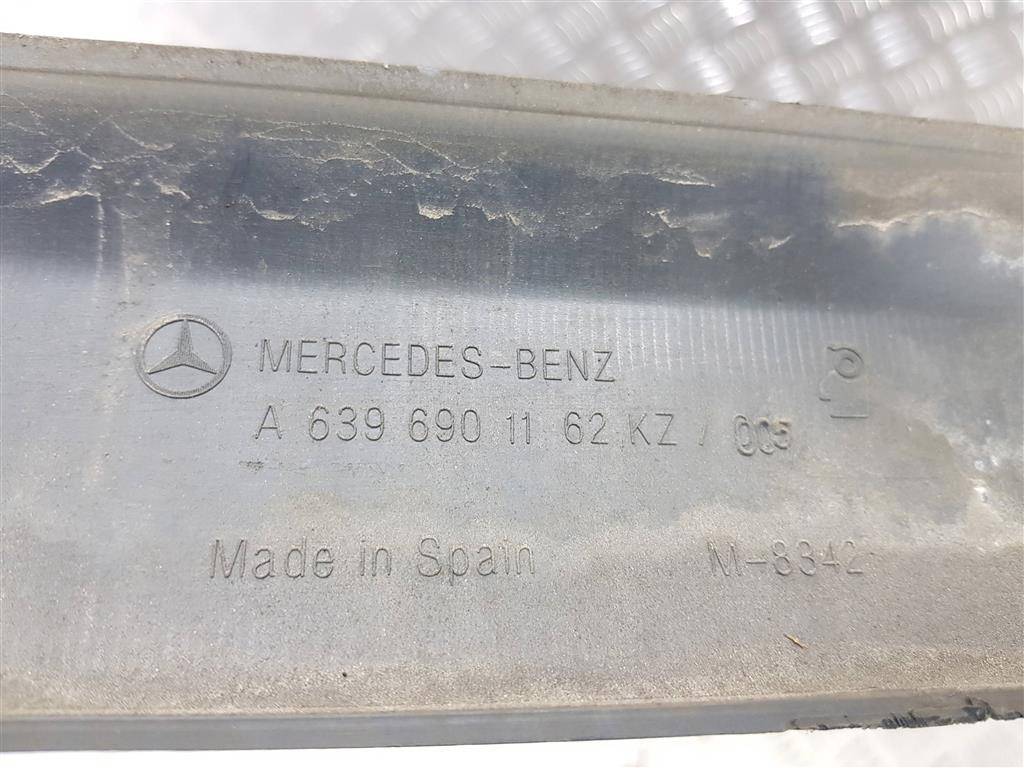 MERCEDES-BENZ
A 639 690 11 62 KZ / 005
Made in Spain M-8342